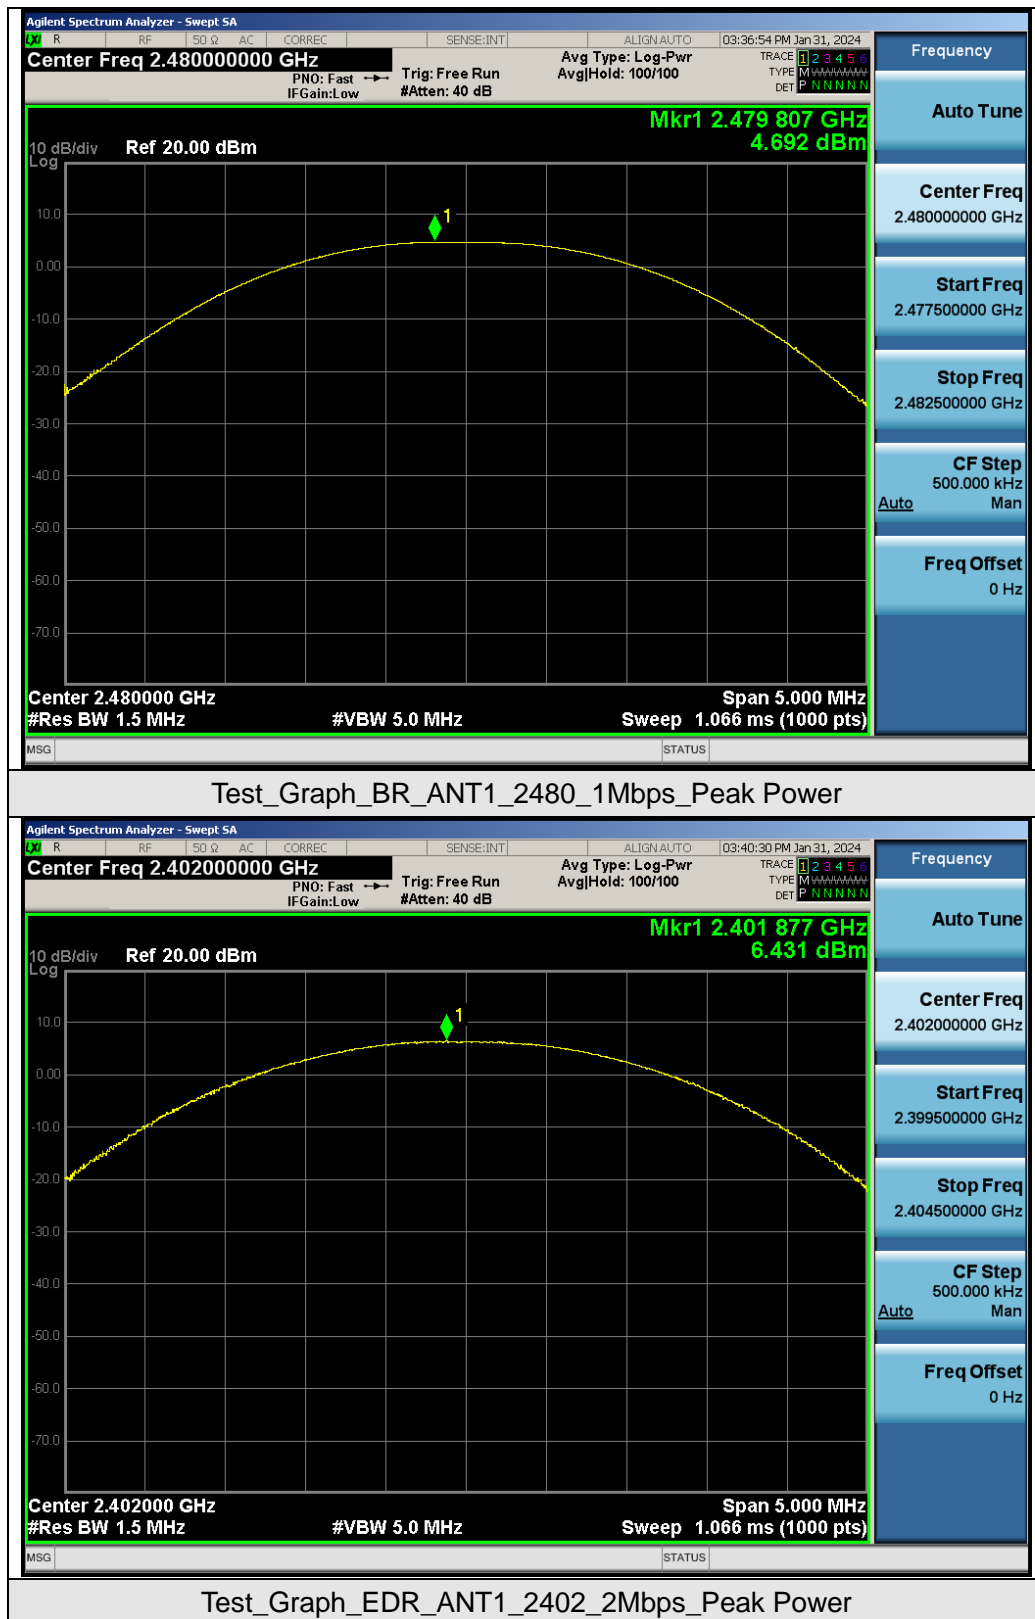 Agilent Spectrum Analyzer - Swept SA
LXI R RF 50 Ω AC CORREC SENSE:INT ALIGN AUTO 03:36:54 PM Jan 31, 2024
Center Freq 2.480000000 GHz
PNO: Fast
IFGain:Low
Trig: Free Run
#Atten: 40 dB
Avg Type: Log-Pwr
Avg|Hold: 100/100
TRACE 1 2 3 4 5 6
TYPE M WWWWW
DET P N N N N N
Mkr1 2.479 807 GHz
4.692 dBm
10 dB/div Ref 20.00 dBm
Log
1
10.0
0.00
-10.0
-20.0
-30.0
-40.0
-50.0
-60.0
-70.0
Center 2.480000 GHz Span 5.000 MHz
#Res BW 1.5 MHz #VBW 5.0 MHz Sweep 1.066 ms (1000 pts)
MSG STATUS
Frequency
Auto Tune
Center Freq
2.480000000 GHz
Start Freq
2.477500000 GHz
Stop Freq
2.482500000 GHz
CF Step
500.000 kHz
Auto Man
Freq Offset
0 Hz
Test_Graph_BR_ANT1_2480_1Mbps_Peak Power
Agilent Spectrum Analyzer - Swept SA
LXI R RF 50 Ω AC CORREC SENSE:INT ALIGN AUTO 03:40:30 PM Jan 31, 2024
Center Freq 2.402000000 GHz
PNO: Fast
IFGain:Low
Trig: Free Run
#Atten: 40 dB
Avg Type: Log-Pwr
Avg|Hold: 100/100
TRACE 1 2 3 4 5 6
TYPE M WWWWW
DET P N N N N N
Mkr1 2.401 877 GHz
6.431 dBm
10 dB/div Ref 20.00 dBm
Log
1
10.0
0.00
-10.0
-20.0
-30.0
-40.0
-50.0
-60.0
-70.0
Center 2.402000 GHz Span 5.000 MHz
#Res BW 1.5 MHz #VBW 5.0 MHz Sweep 1.066 ms (1000 pts)
MSG STATUS
Frequency
Auto Tune
Center Freq
2.402000000 GHz
Start Freq
2.399500000 GHz
Stop Freq
2.404500000 GHz
CF Step
500.000 kHz
Auto Man
Freq Offset
0 Hz
Test_Graph_EDR_ANT1_2402_2Mbps_Peak Power